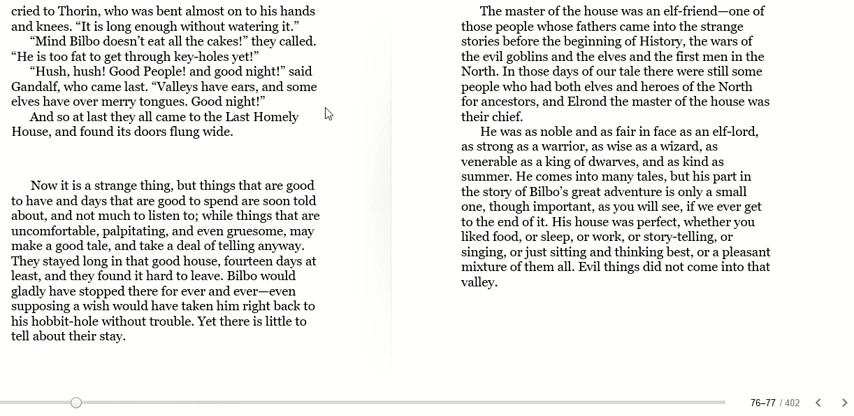 cried to Thorin, who was bent almost on to his hands
and knees. “It is long enough without watering it.”
“Mind Bilbo doesn’t eat all the cakes!” they called.
“He is too fat to get through key-holes yet!”
“Hush, hush! Good People! and good night!” said
Gandalf, who came last. “Valleys have ears, and some
elves have over merry tongues. Good night!”
And so at last they all came to the Last Homely
House, and found its doors flung wide.
Now it is a strange thing, but things that are good
to have and days that are good to spend are soon told
about, and not much to listen to; while things that are
uncomfortable, palpitating, and even gruesome, may
make a good tale, and take a deal of telling anyway.
They stayed long in that good house, fourteen days at
least, and they found it hard to leave. Bilbo would
gladly have stopped there for ever and ever—even
supposing a wish would have taken him right back to
his hobbit-hole without trouble. Yet there is little to
tell about their stay.
The master of the house was an elf-friend—one of
those people whose fathers came into the strange
stories before the beginning of History, the wars of
the evil goblins and the elves and the first men in the
North. In those days of our tale there were still some
people who had both elves and heroes of the North
for ancestors, and Elrond the master of the house was
their chief.
He was as noble and as fair in face as an elf-lord,
as strong as a warrior, as wise as a wizard, as
venerable as a king of dwarves, and as kind as
summer. He comes into many tales, but his part in
the story of Bilbo’s great adventure is only a small
one, though important, as you will see, if we ever get
to the end of it. His house was perfect, whether you
liked food, or sleep, or work, or story-telling, or
singing, or just sitting and thinking best, or a pleasant
mixture of them all. Evil things did not come into that
valley.
76–77 / 402